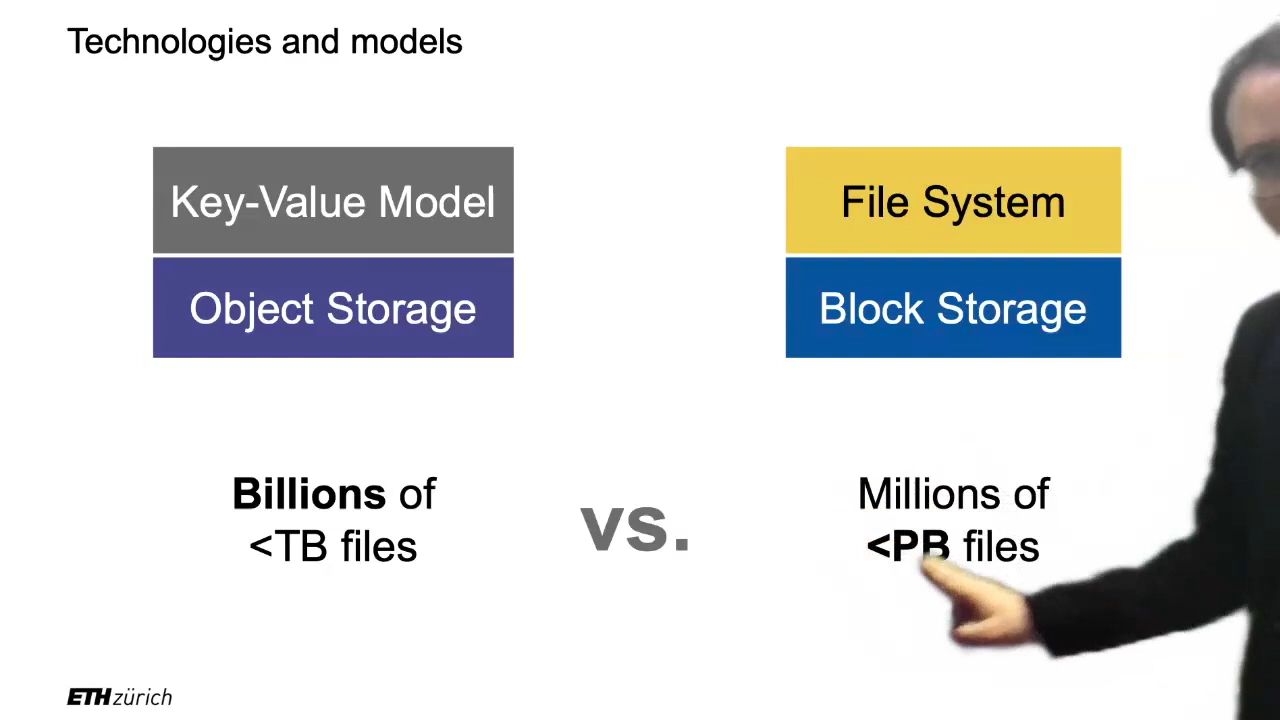 Technologies and models
Key-Value Model
Object Storage
File System
Block Storage
Billions of
<TB files
vs.
Millions of
<PB files
ETH zürich